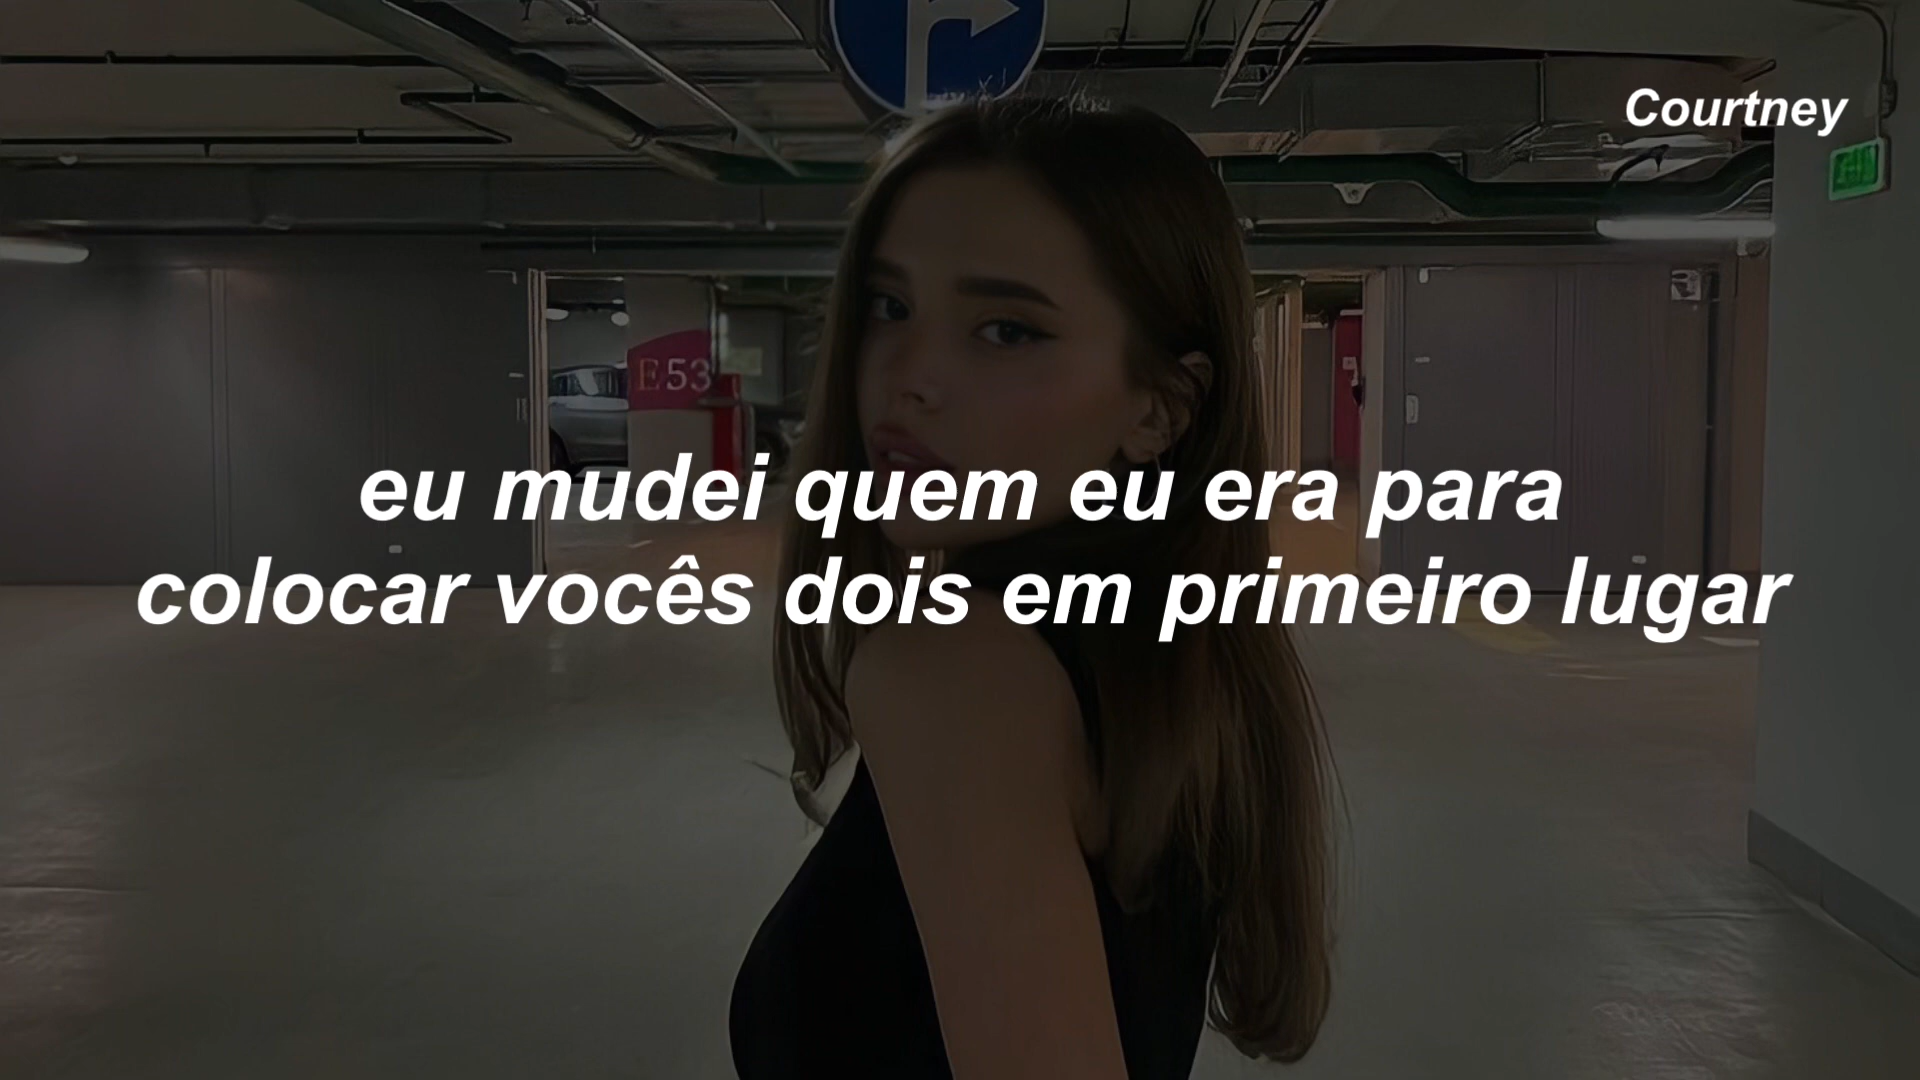 Courtney
E53
eu mudei quem eu era para
colocar vocês dois em primeiro lugar